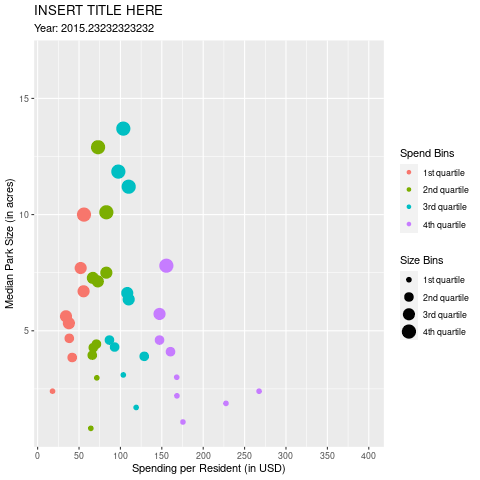 INSERT TITLE HERE
Year: 2015.23232323232
Median Park Size (in acres)
15
10
5
0 50 100 150 200 250 300 350 400
Spending per Resident (in USD)
Spend Bins
1st quartile
2nd quartile
3rd quartile
4th quartile
Size Bins
1st quartile
2nd quartile
3rd quartile
4th quartile